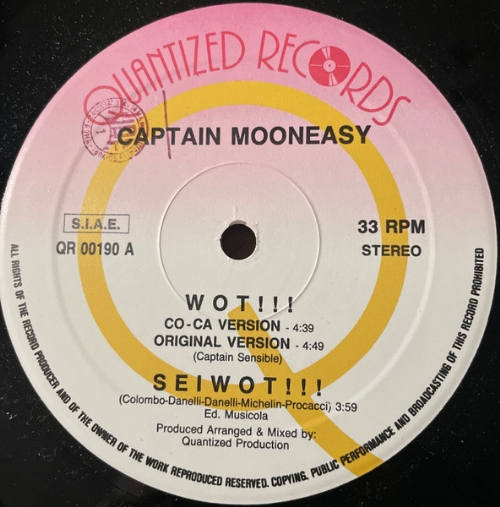 QUANTIZED RECORDS
CAPTAIN MOONEASY
S.I.A.E.
QR 00190 A
33 RPM
STEREO
WOT!!!
CO-CA VERSION - 4:39
ORIGINAL VERSION - 4:49
(Captain Sensible)
SEIWOT!!!
(Colombo-Danelli-Danelli-Michelin-Procacci) 3:59
Ed. Musicola
Produced Arranged & Mixed by:
Quantized Production
ALL RIGHTS OF THE RECORD PRODUCER AND OF THE OWNER OF THE WORK REPRODUCED RESERVED. COPYING, PUBLIC PERFORMANCE AND BROADCASTING OF THIS RECORD PROHIBITED